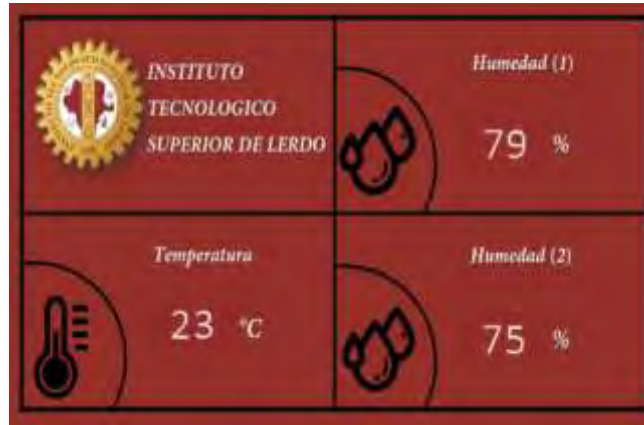 INSTITUTO
TECNOLOGICO
SUPERIOR DE LERDO
Humedad (1)
79 %
Temperatura
23 °C
Humedad (2)
75 %